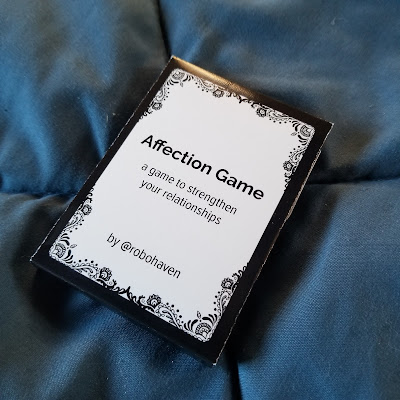 Affection Game
a game to strengthen
your relationships
by @robohaven